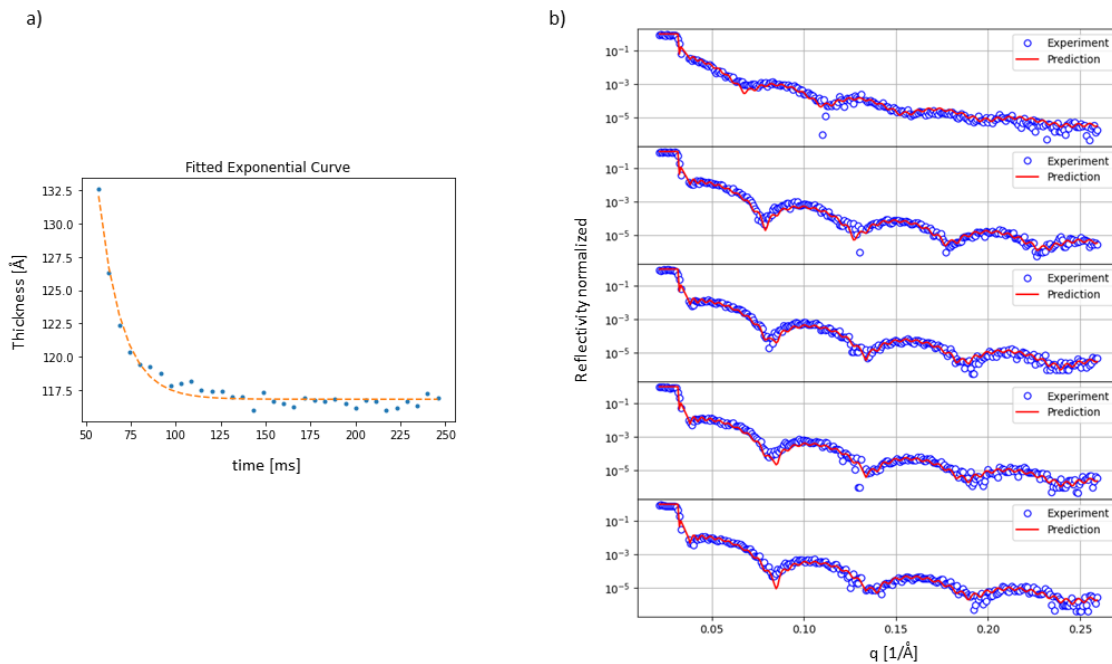 a)
Fitted Exponential Curve
Thickness [Å]
132.5
130.0
127.5
125.0
122.5
120.0
117.5
50
75
100
125
150
175
200
225
250
time [ms]
b)
Reflectivity normalized
10⁻¹
10⁻³
10⁻⁵
Experiment
Prediction
10⁻¹
10⁻³
10⁻⁵
Experiment
Prediction
10⁻¹
10⁻³
10⁻⁵
Experiment
Prediction
10⁻¹
10⁻³
10⁻⁵
Experiment
Prediction
10⁻¹
10⁻³
10⁻⁵
Experiment
Prediction
0.05
0.10
0.15
0.20
0.25
q [1/Å]